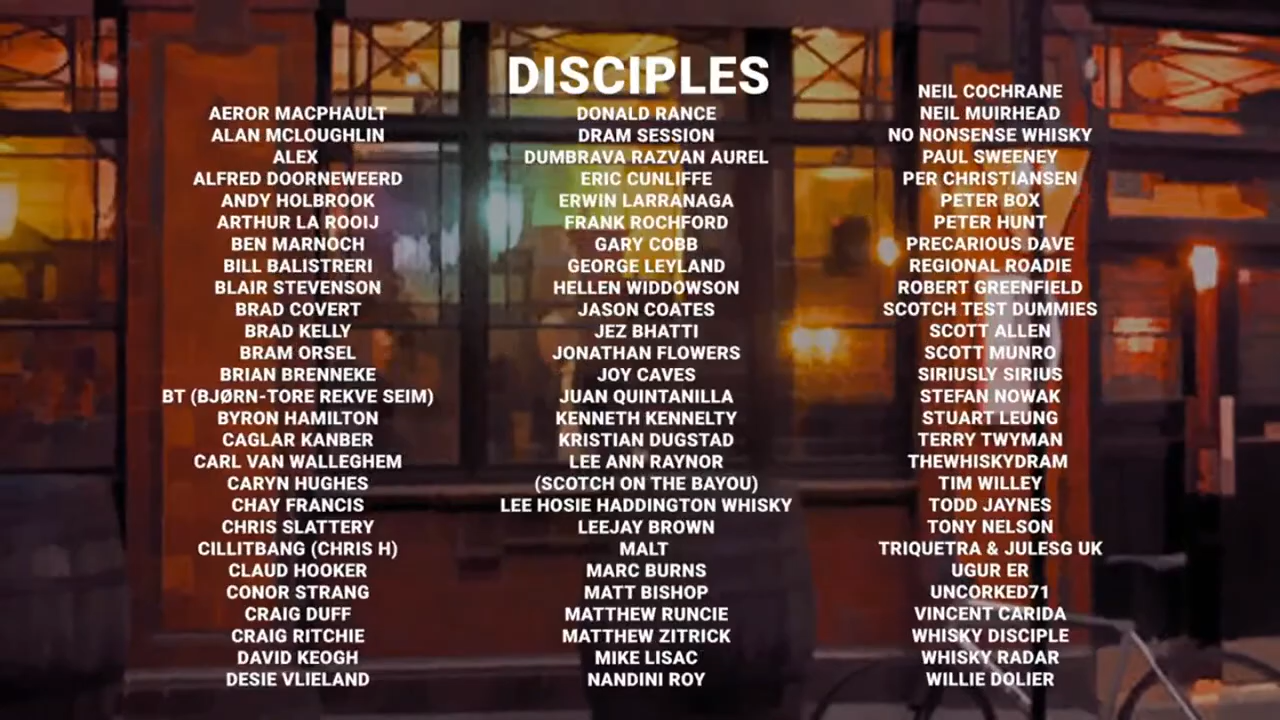 DISCIPLES
AEROR MACPHAULT
ALAN MCLOUGHLIN
ALEX
ALFRED DOORNEWEERD
ANDY HOLBROOK
ARTHUR LA ROOIJ
BEN MARNOCH
BILL BALISTRERI
BLAIR STEVENSON
BRAD COVERT
BRAD KELLY
BRAM ORSEL
BRIAN BRENNEKE
BT (BJØRN-TORE REKVE SEIM)
BYRON HAMILTON
CAGLAR KANBER
CARL VAN WALLEGHEM
CARYN HUGHES
CHAY FRANCIS
CHRIS SLATTERY
CILLITBANG (CHRIS H)
CLAUD HOOKER
CONOR STRANG
CRAIG DUFF
CRAIG RITCHIE
DAVID KEOGH
DESIE VLIELAND
DONALD RANCE
DRAM SESSION
DUMBRAVA RAZVAN AUREL
ERIC CUNLIFFE
ERWIN LARRANAGA
FRANK ROCHFORD
GARY COBB
GEORGE LEYLAND
HELLEN WIDDOWSON
JASON COATES
JEZ BHATTI
JONATHAN FLOWERS
JOY CAVES
JUAN QUINTANILLA
KENNETH KENNELTY
KRISTIAN DUGSTAD
LEE ANN RAYNOR
(SCOTCH ON THE BAYOU)
LEE HOSIE HADDINGTON WHISKY
LEEJAY BROWN
MALT
MARC BURNS
MATT BISHOP
MATTHEW RUNCIE
MATTHEW ZITRICK
MIKE LISAC
NANDINI ROY
NEIL COCHRANE
NEIL MUIRHEAD
NO NONSENSE WHISKY
PAUL SWEENEY
PER CHRISTIANSEN
PETER BOX
PETER HUNT
PRECARIOUS DAVE
REGIONAL ROADIE
ROBERT GREENFIELD
SCOTCH TEST DUMMIES
SCOTT ALLEN
SCOTT MUNRO
SIRIUSLY SIRIUS
STEFAN NOWAK
STUART LEUNG
TERRY TWYMAN
THEWHISKYDRAM
TIM WILLEY
TODD JAYNES
TONY NELSON
TRIQUETRA & JULESG UK
UGUR ER
UNCORKED71
VINCENT CARIDA
WHISKY DISCIPLE
WHISKY RADAR
WILLIE DOLIER